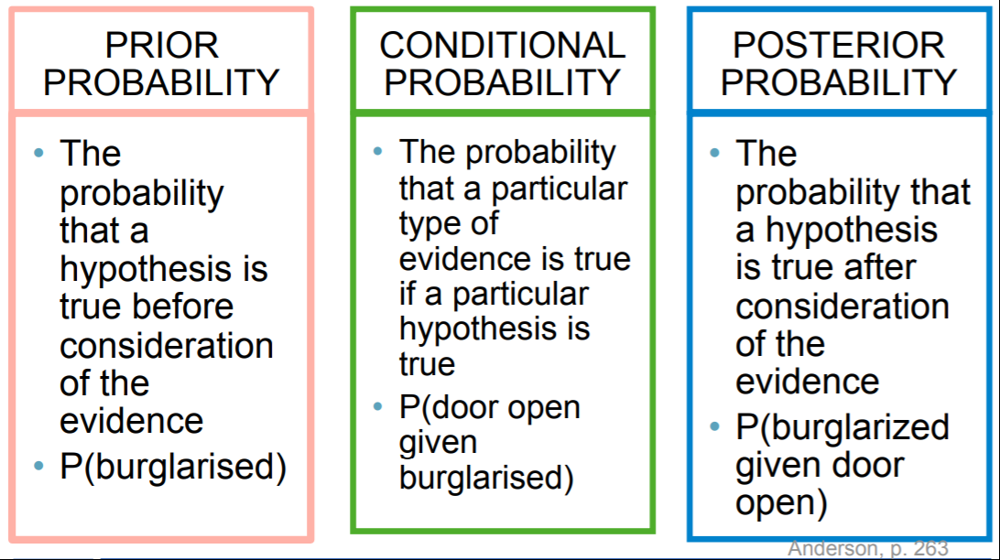 PRIOR
PROBABILITY
• The
probability
that a
hypothesis is
true before
consideration
of the
evidence
• P(burglarised)
CONDITIONAL
PROBABILITY
• The probability
that a particular
type of
evidence is true
if a particular
hypothesis is
true
• P(door open
given
burglarised)
POSTERIOR
PROBABILITY
• The
probability that
a hypothesis
is true after
consideration
of the
evidence
• P(burglarized
given door
open)
Anderson, p. 263